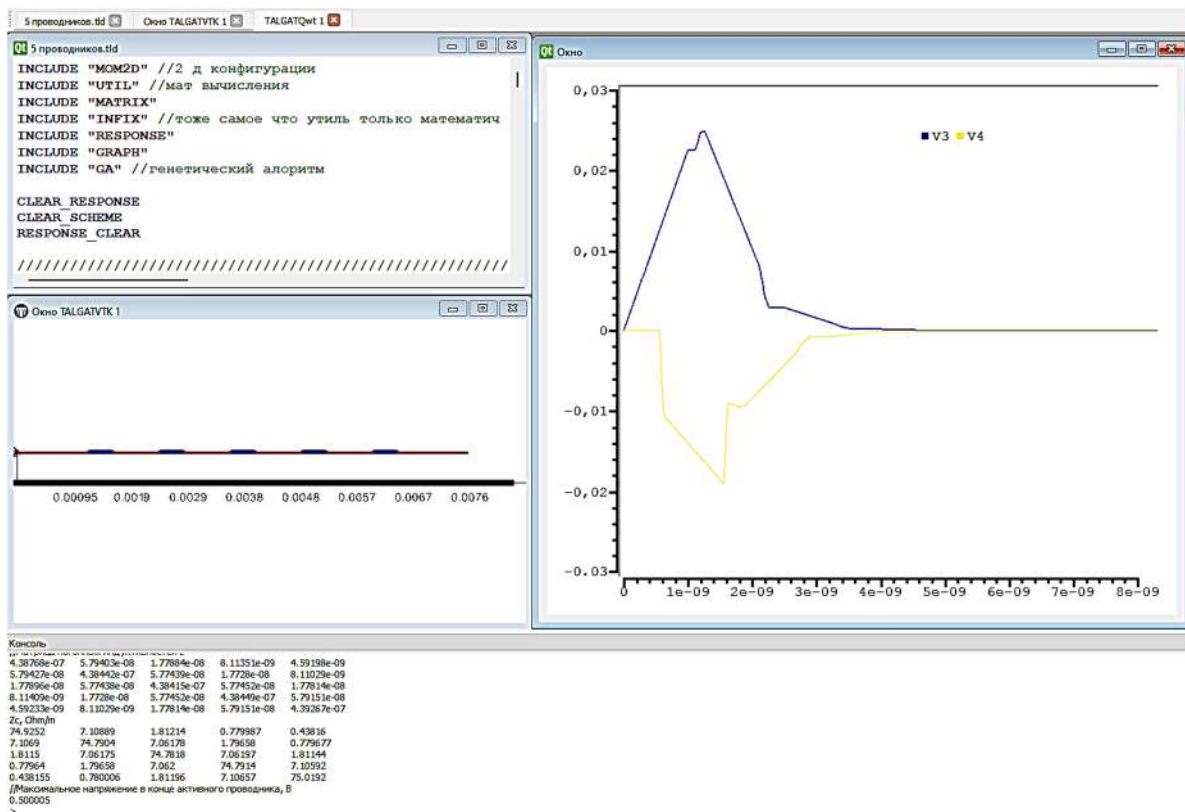 5 проводников.tld Окно TALGATVTK 1 TALGATQwt 1
5 проводников.tld
INCLUDE "MOM2D" //2 д конфигурации
INCLUDE "UTIL" //мат вычисления
INCLUDE "MATRIX"
INCLUDE "INFIX" //тоже самое что утиль только математич
INCLUDE "RESPONSE"
INCLUDE "GRAPH"
INCLUDE "GA" //генетический алоритм
CLEAR_RESPONSE
CLEAR_SCHEME
RESPONSE_CLEAR
////////////////////////////////////////////////////////
Окно TALGATVTK 1
0.00095 0.0019 0.0029 0.0038 0.0048 0.0057 0.0067 0.0076
Окно
0,03
V3 V4
0,02
0,01
0
-0,01
-0,02
-0.03
0 1e-09 2e-09 3e-09 4e-09 5e-09 6e-09 7e-09 8e-09
Консоль
4.38768e-07 5.79403e-08 1.77884e-08 8.11351e-09 4.59198e-09
5.79427e-08 4.38442e-07 5.77439e-08 1.7728e-08 8.11029e-09
1.77896e-08 5.77438e-08 4.38415e-07 5.77452e-08 1.77814e-08
8.11409e-09 1.7728e-08 5.77452e-08 4.38449e-07 5.79151e-08
4.59233e-09 8.11029e-09 1.77814e-08 5.79151e-08 4.39267e-07
Zc, Ohm/m
74.9252 7.10889 1.81214 0.779987 0.43816
7.1069 74.7904 7.06178 1.79658 0.779677
1.8115 7.06175 74.7818 7.06197 1.81144
0.77964 1.79658 7.062 74.7914 7.10592
0.438155 0.780006 1.81196 7.10657 75.0192
//Максимальное напряжение в конце активного проводника, В
0.500005
>